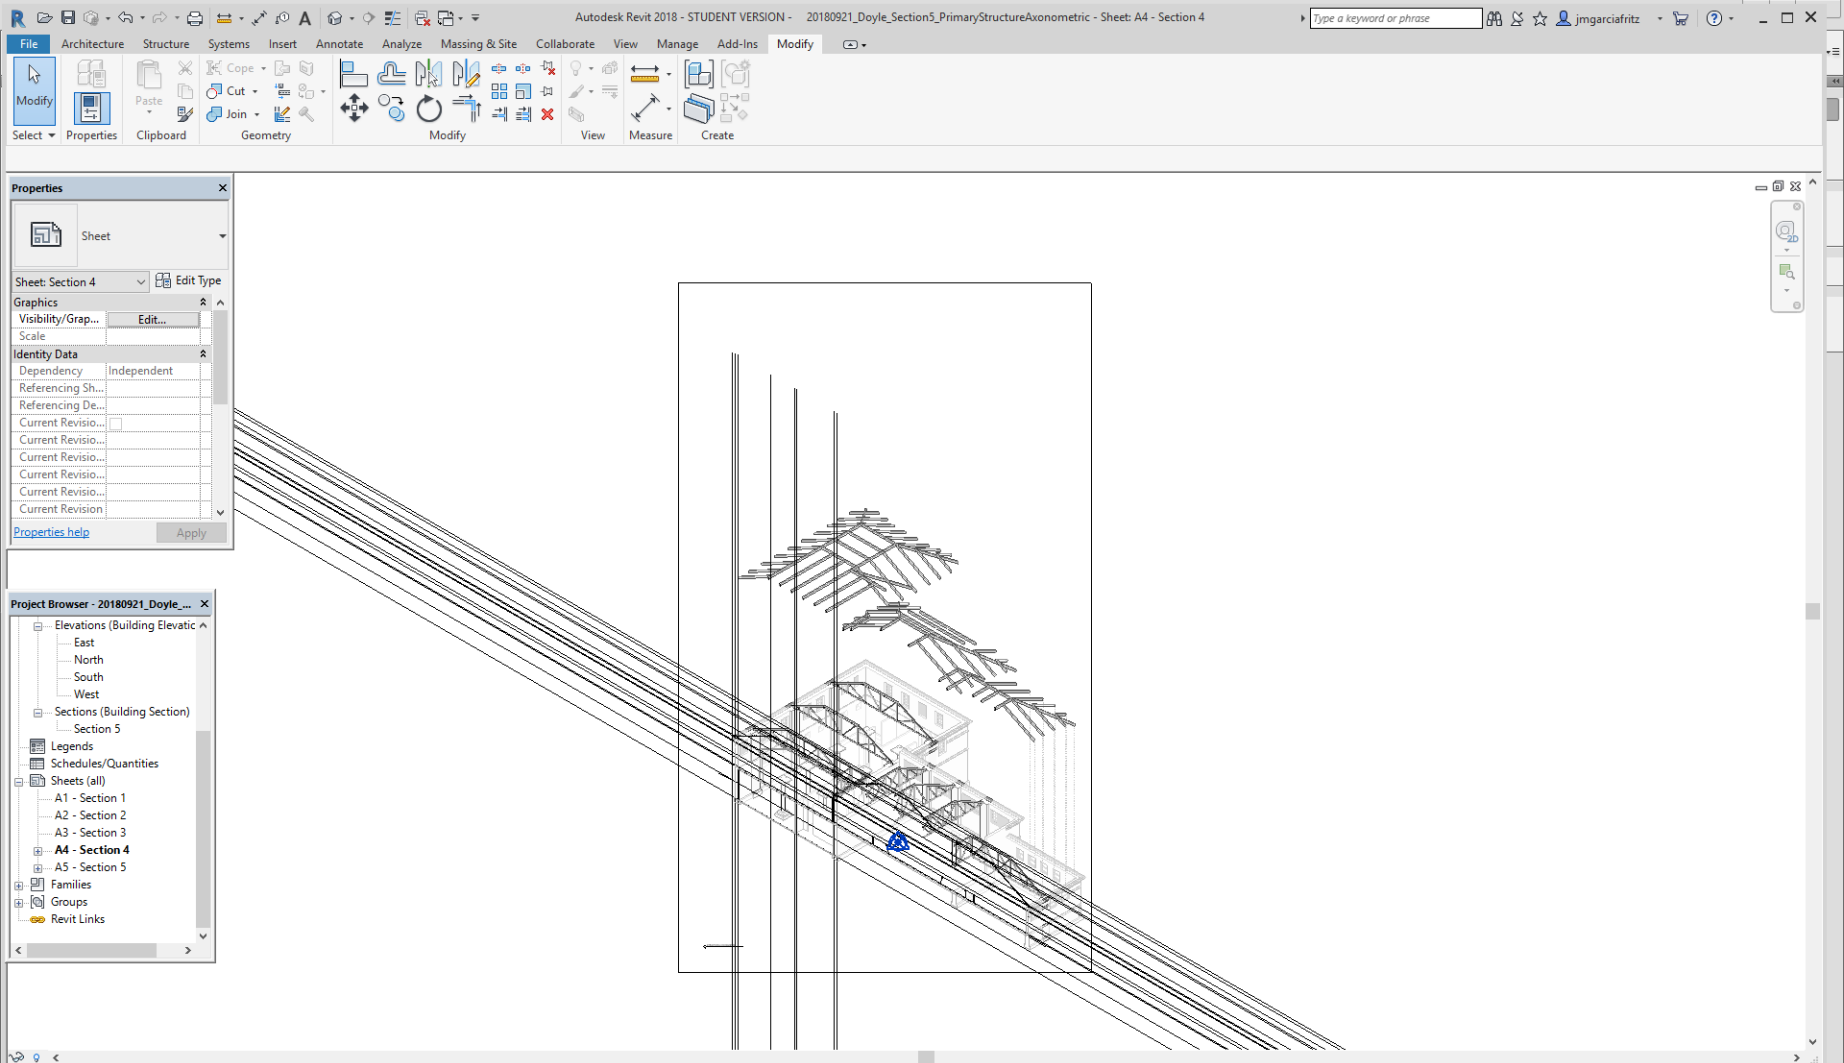 Autodesk Revit 2018 - STUDENT VERSION - 20180921_Doyle_Section5_PrimaryStructureAxonometric - Sheet: A4 - Section 4
Type a keyword or phrase
jmgarciafritz
File Architecture Structure Systems Insert Annotate Analyze Massing & Site Collaborate View Manage Add-Ins Modify
Modify
Paste
Cope
Cut
Join
Select Properties Clipboard Geometry Modify View Measure Create
Properties
Sheet
Sheet: Section 4
Edit Type
Graphics
Visibility/Grap... Edit...
Scale
Identity Data
Dependency Independent
Referencing Sh...
Referencing De...
Current Revisio...
Current Revisio...
Current Revisio...
Current Revisio...
Current Revisio...
Current Revision
Properties help
Apply
Project Browser - 20180921_Doyle_...
Elevations (Building Elevatic
East
North
South
West
Sections (Building Section)
Section 5
Legends
Schedules/Quantities
Sheets (all)
A1 - Section 1
A2 - Section 2
A3 - Section 3
A4 - Section 4
A5 - Section 5
Families
Groups
Revit Links
2D